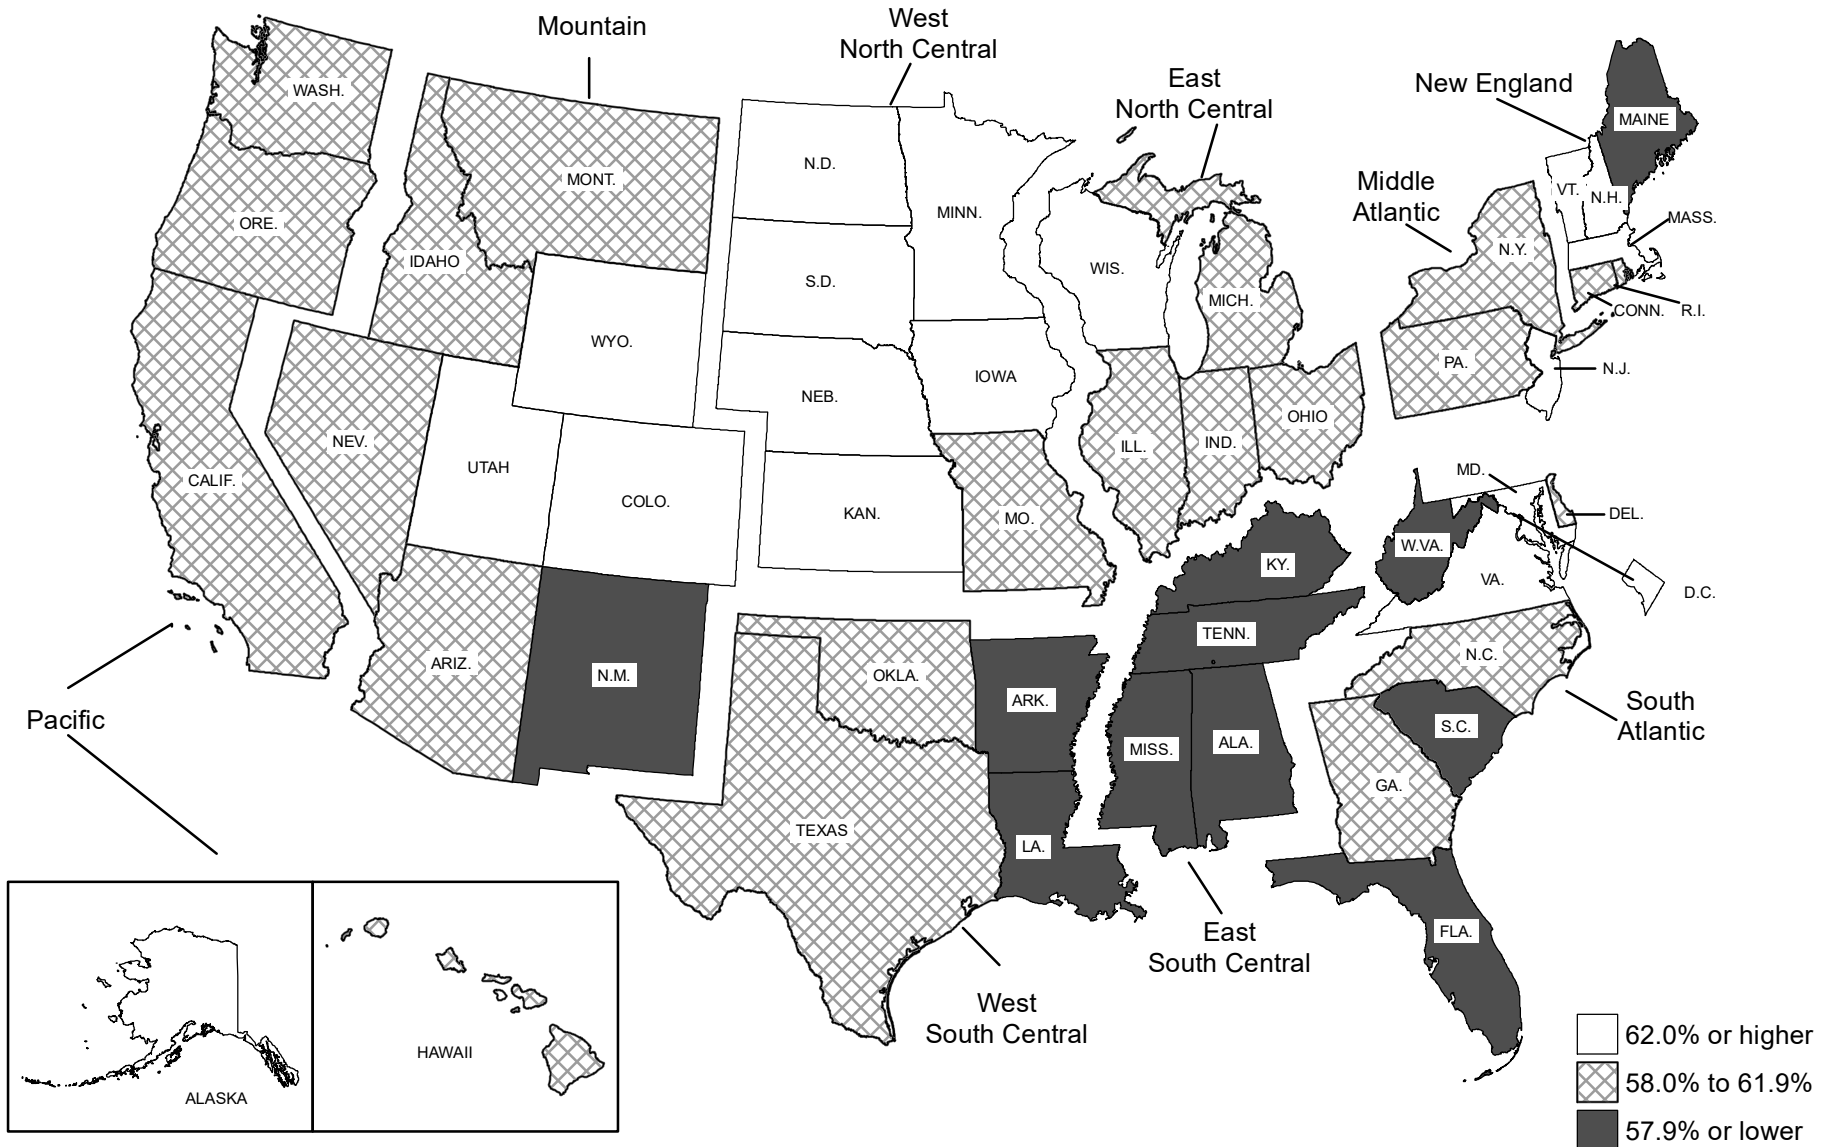 Mountain
West
North Central
East
North Central
New England
WASH.
MAINE
MONT.
N.D.
MINN.
Middle
Atlantic
VT.
N.H.
MASS.
ORE.
IDAHO
N.Y.
S.D.
WIS.
MICH.
CONN.
R.I.
WYO.
IOWA
PA.
N.J.
NEB.
OHIO
NEV.
ILL.
IND.
UTAH
CALIF.
COLO.
KAN.
MO.
MD.
DEL.
W.VA.
KY.
VA.
D.C.
TENN.
ARIZ.
N.M.
OKLA.
N.C.
ARK.
South
Atlantic
Pacific
S.C.
MISS.
ALA.
GA.
TEXAS
LA.
FLA.
East
South Central
West
South Central
HAWAII
ALASKA
62.0% or higher
58.0% to 61.9%
57.9% or lower